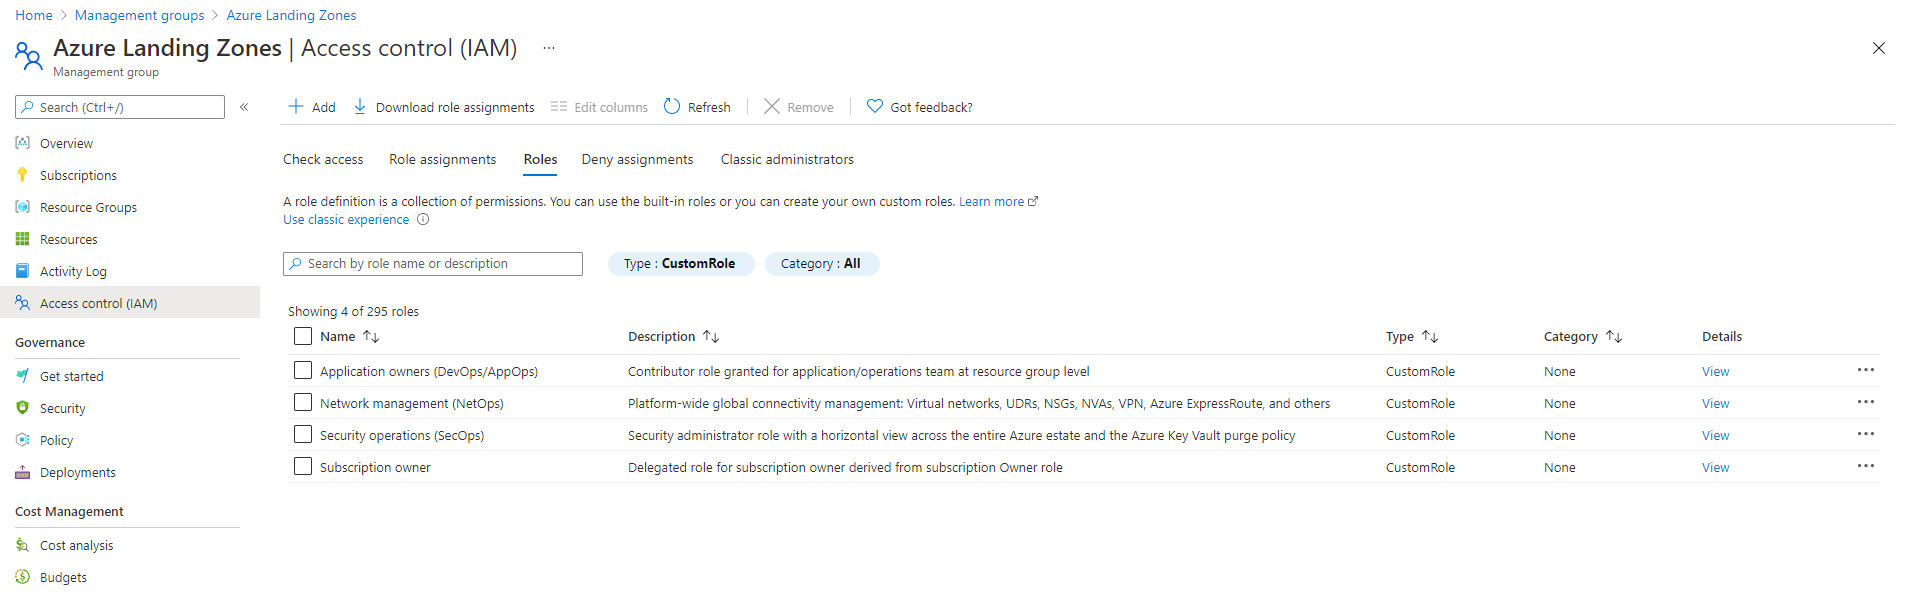 Home > Management groups > Azure Landing Zones
Azure Landing Zones | Access control (IAM) ...
Management group
Search (Ctrl+/) «
Add Download role assignments Edit columns Refresh Remove Got feedback?
Overview
Subscriptions
Resource Groups
Resources
Activity Log
Access control (IAM)
Governance
Get started
Security
Policy
Deployments
Cost Management
Cost analysis
Budgets
Check access Role assignments Roles Deny assignments Classic administrators
A role definition is a collection of permissions. You can use the built-in roles or you can create your own custom roles. Learn more
Use classic experience
Search by role name or description Type : CustomRole Category : All
Showing 4 of 295 roles
Name Description Type Category Details
Application owners (DevOps/AppOps) Contributor role granted for application/operations team at resource group level CustomRole None View ...
Network management (NetOps) Platform-wide global connectivity management: Virtual networks, UDRs, NSGs, NVAs, VPN, Azure ExpressRoute, and others CustomRole None View ...
Security operations (SecOps) Security administrator role with a horizontal view across the entire Azure estate and the Azure Key Vault purge policy CustomRole None View ...
Subscription owner Delegated role for subscription owner derived from subscription Owner role CustomRole None View ...